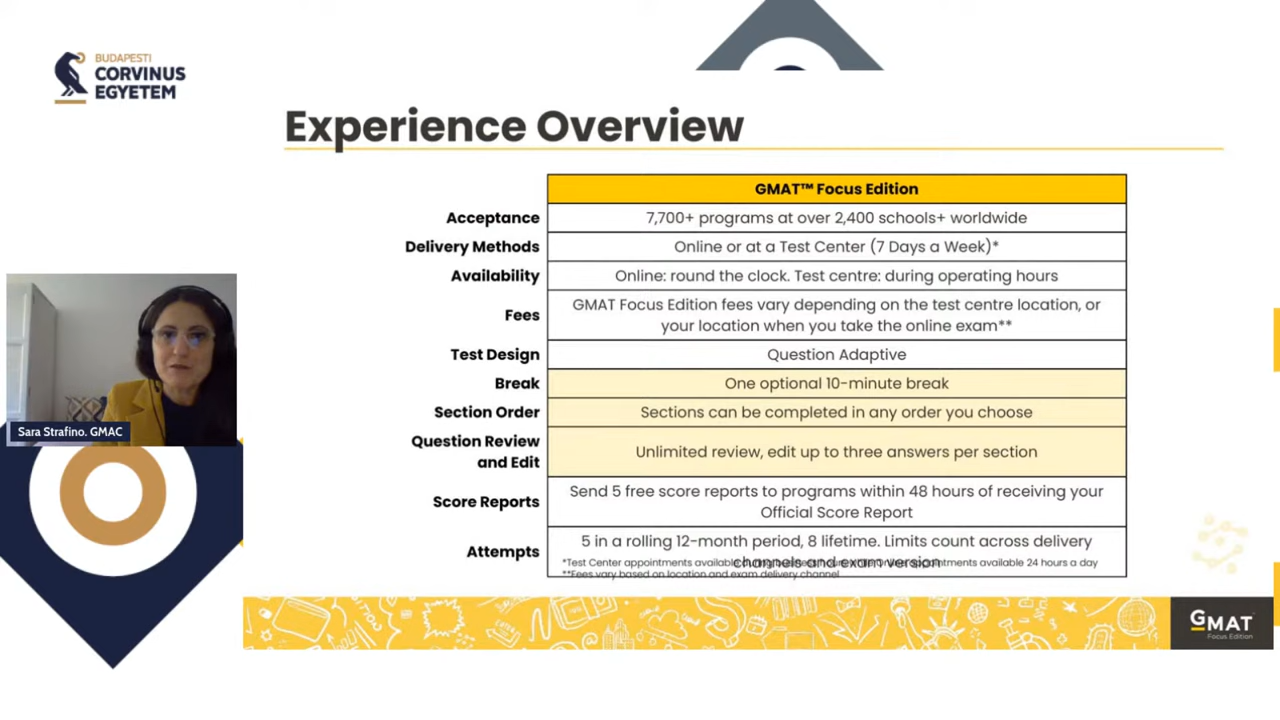 BUDAPESTI
CORVINUS
EGYETEM
Experience Overview
GMAT™ Focus Edition
Acceptance 7,700+ programs at over 2,400 schools+ worldwide
Delivery Methods Online or at a Test Center (7 Days a Week)*
Availability Online: round the clock. Test centre: during operating hours
Fees GMAT Focus Edition fees vary depending on the test centre location, or
your location when you take the online exam**
Test Design Question Adaptive
Break One optional 10-minute break
Section Order Sections can be completed in any order you choose
Question Review
and Edit Unlimited review, edit up to three answers per section
Score Reports Send 5 free score reports to programs within 48 hours of receiving your
Official Score Report
Attempts 5 in a rolling 12-month period, 8 lifetime. Limits count across delivery
channels and exam version
*Test Center appointments available appointments available 24 hours a day
**Fees vary based on location and exam delivery channel
Sara Strafino. GMAC
GMAT
Focus Edition